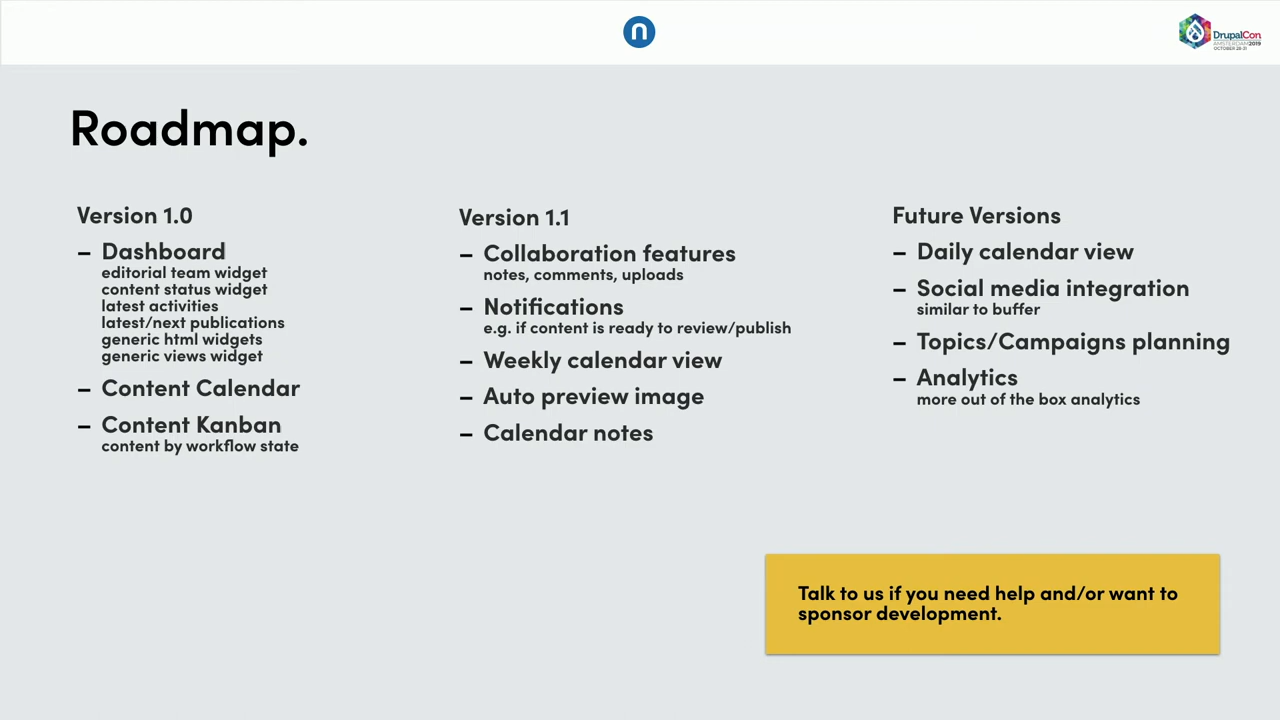 n
DrupalCon
AMSTERDAM2019
OCTOBER 28-31
Roadmap.
Version 1.0
– Dashboard
editorial team widget
content status widget
latest activities
latest/next publications
generic html widgets
generic views widget
– Content Calendar
– Content Kanban
content by workflow state
Version 1.1
– Collaboration features
notes, comments, uploads
– Notifications
e.g. if content is ready to review/publish
– Weekly calendar view
– Auto preview image
– Calendar notes
Future Versions
– Daily calendar view
– Social media integration
similar to buffer
– Topics/Campaigns planning
– Analytics
more out of the box analytics
Talk to us if you need help and/or want to
sponsor development.